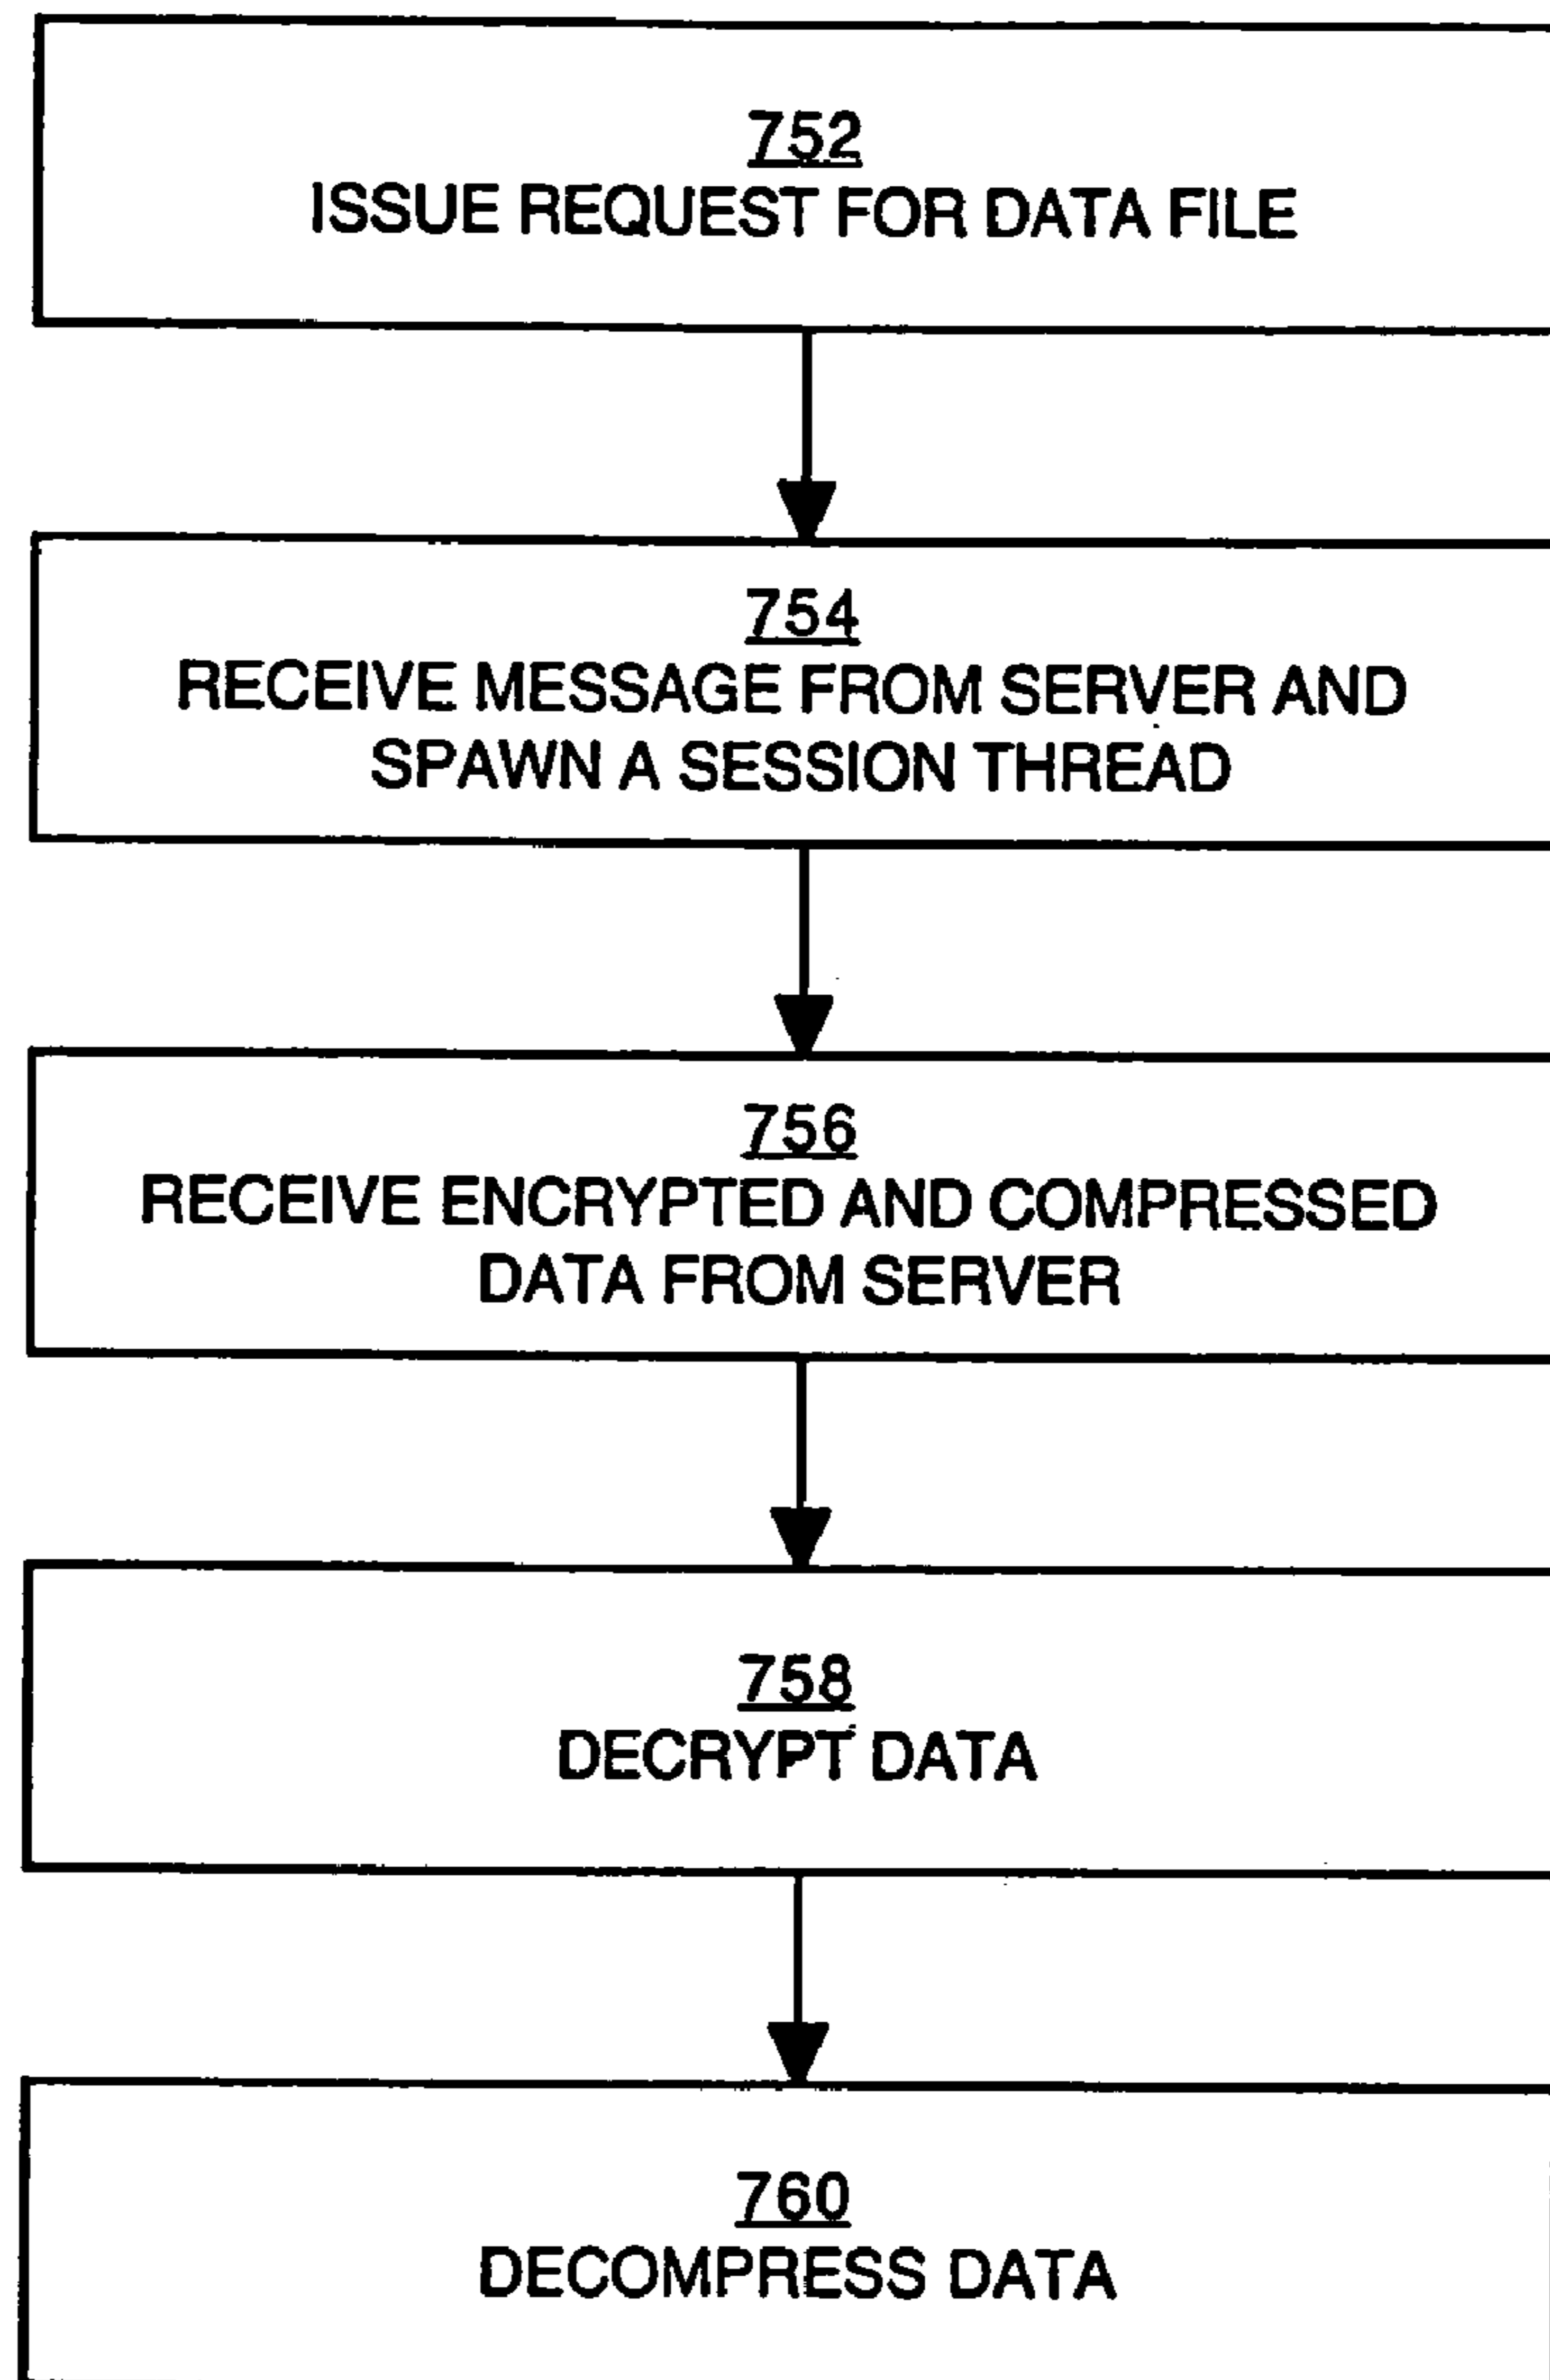 752
ISSUE REQUEST FOR DATA FILE
754
RECEIVE MESSAGE FROM SERVER AND
SPAWN A SESSION THREAD
756
RECEIVE ENCRYPTED AND COMPRESSED
DATA FROM SERVER
758
DECRYPT DATA
760
DECOMPRESS DATA